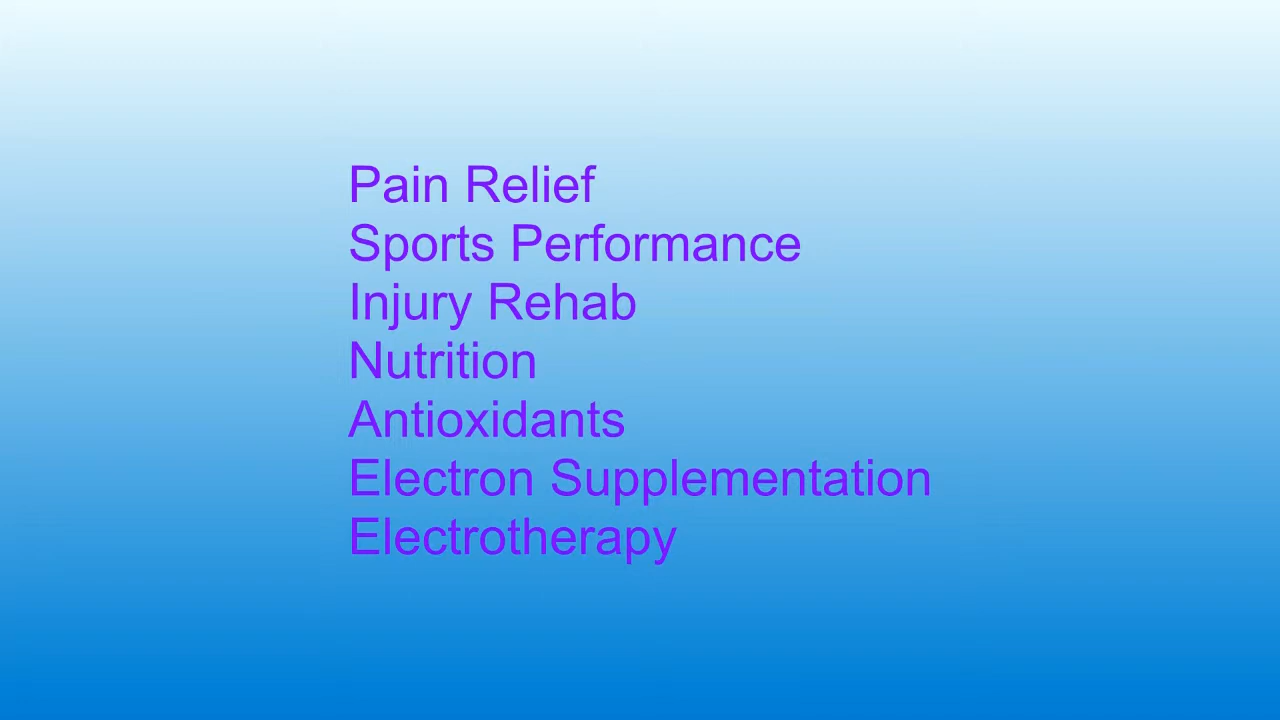 Pain Relief
Sports Performance
Injury Rehab
Nutrition
Antioxidants
Electron Supplementation
Electrotherapy